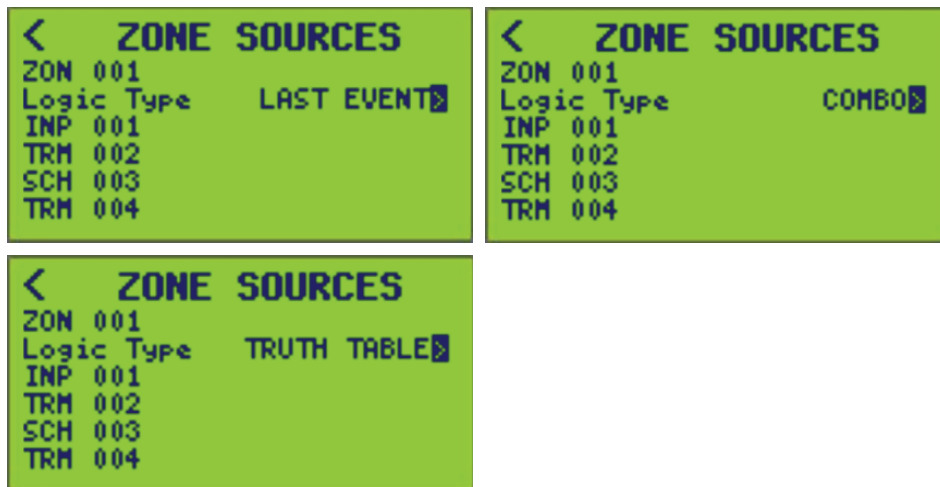 < ZONE SOURCES
ZON 001
Logic Type LAST EVENT>
INP 001
TRM 002
SCH 003
TRM 004
< ZONE SOURCES
ZON 001
Logic Type COMBO>
INP 001
TRM 002
SCH 003
TRM 004
< ZONE SOURCES
ZON 001
Logic Type TRUTH TABLE>
INP 001
TRM 002
SCH 003
TRM 004